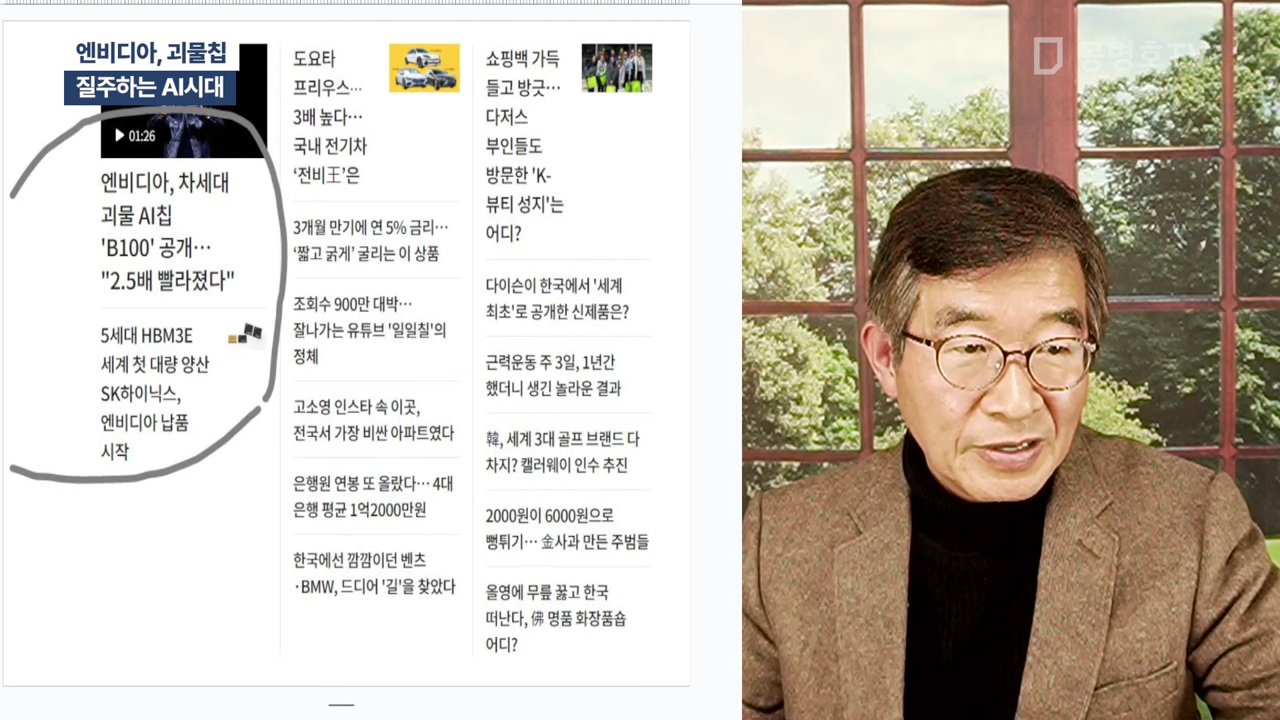 엔비디아, 괴물칩
질주하는 AI시대
01:26
엔비디아, 차세대
괴물 AI칩
'B100' 공개…
"2.5배 빨라졌다"
5세대 HBM3E
세계 첫 대량 양산
SK하이닉스,
엔비디아 납품
시작
도요타
프리우스…
3배 높다…
국내 전기차
‘전비王’은
3개월 만기에 연 5% 금리…
‘짧고 굵게’ 굴리는 이 상품
조회수 900만 대박…
잘나가는 유튜브 '일일칠'의
정체
고소영 인스타 속 이곳,
전국서 가장 비싼 아파트였다
은행원 연봉 또 올랐다… 4대
은행 평균 1억2000만원
한국에선 깜깜이던 벤츠
·BMW, 드디어 '길'을 찾았다
쇼핑백 가득
들고 방긋…
다저스
부인들도
방문한 'K-
뷰티 성지'는
어디?
다이슨이 한국에서 '세계
최초'로 공개한 신제품은?
근력운동 주 3일, 1년간
했더니 생긴 놀라운 결과
韓, 세계 3대 골프 브랜드 다
차지? 캘러웨이 인수 추진
2000원이 6000원으로
뻥튀기… 金사과 만든 주범들
올영에 무릎 꿇고 한국
떠난다, 佛 명품 화장품숍
어디?
공병호TV